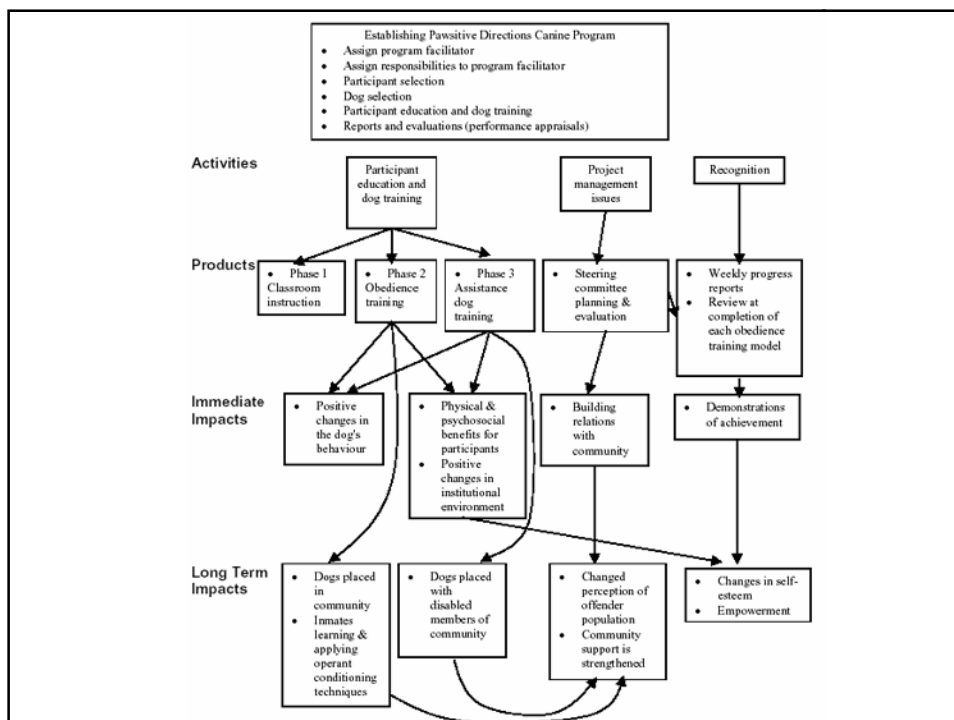 Establishing Pawsitive Directions Canine Program
• Assign program facilitator
• Assign responsibilities to program facilitator
• Participant selection
• Dog selection
• Participant education and dog training
• Reports and evaluations (performance appraisals)
Activities
Participant
education and
dog training
Project
management
issues
Recognition
Products
• Phase 1
Classroom
instruction
• Phase 2
Obedience
training
• Phase 3
Assistance
dog
training
• Steering
committee
planning &
evaluation
• Weekly progress
reports
• Review at
completion of
each obedience
training model
Immediate
Impacts
• Positive
changes in
the dog's
behaviour
• Physical &
psychosocial
benefits for
participants
• Positive
changes in
institutional
environment
• Building
relations
with
community
• Demonstrations
of achievement
Long Term
Impacts
• Dogs placed
in
community
• Inmates
learning &
applying
operant
conditioning
techniques
• Dogs placed
with
disabled
members of
community
• Changed
perception of
offender
population
• Community
support is
strengthened
• Changes in self-
esteem
• Empowerment